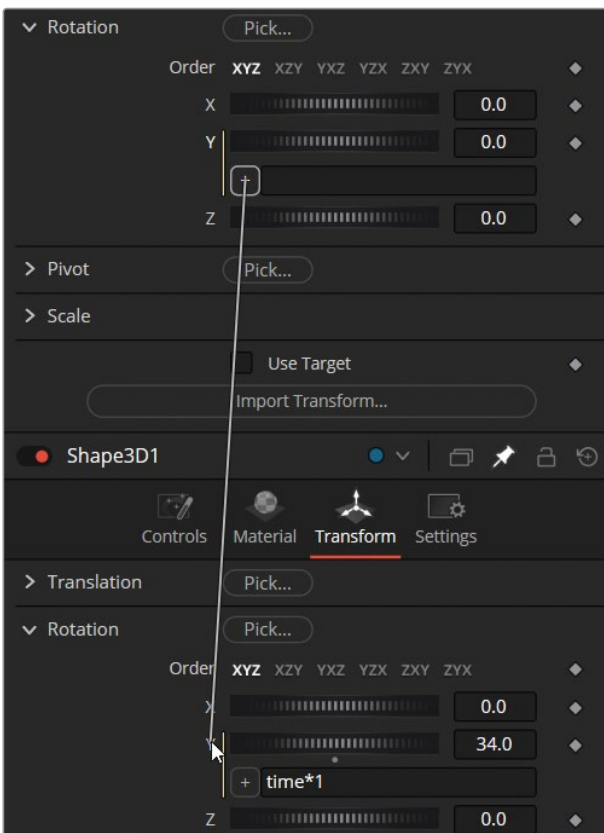 Rotation Pick...
Order XYZ XZY YXZ YZX ZXY ZYX
X 0.0
Y 0.0
+
Z 0.0
Pivot Pick...
Scale
Use Target
Import Transform...
Shape3D1
Controls Material Transform Settings
Translation Pick...
Rotation Pick...
Order XYZ XZY YXZ YZX ZXY ZYX
X 0.0
Y 34.0
+ time*1
Z 0.0